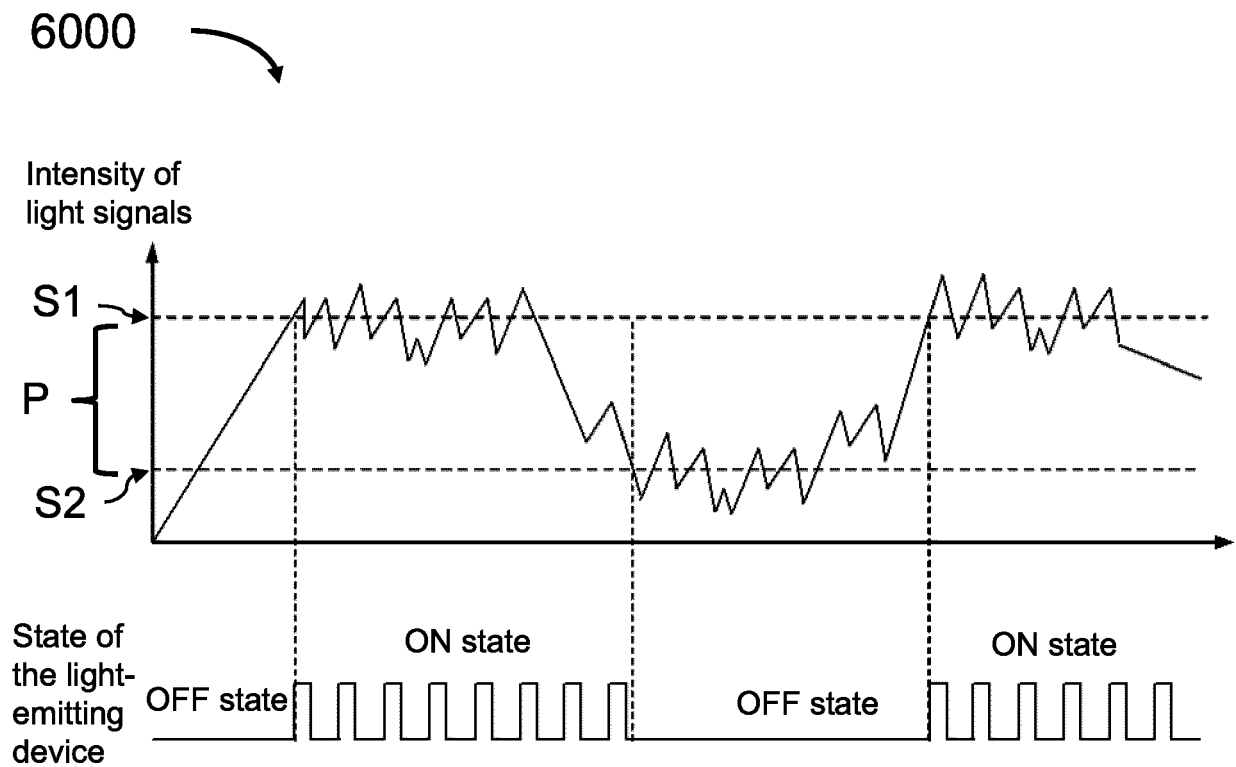 6000
Intensity of
light signals
S1
P
S2
State of
the light-
emitting
device
OFF state
ON state
OFF state
ON state